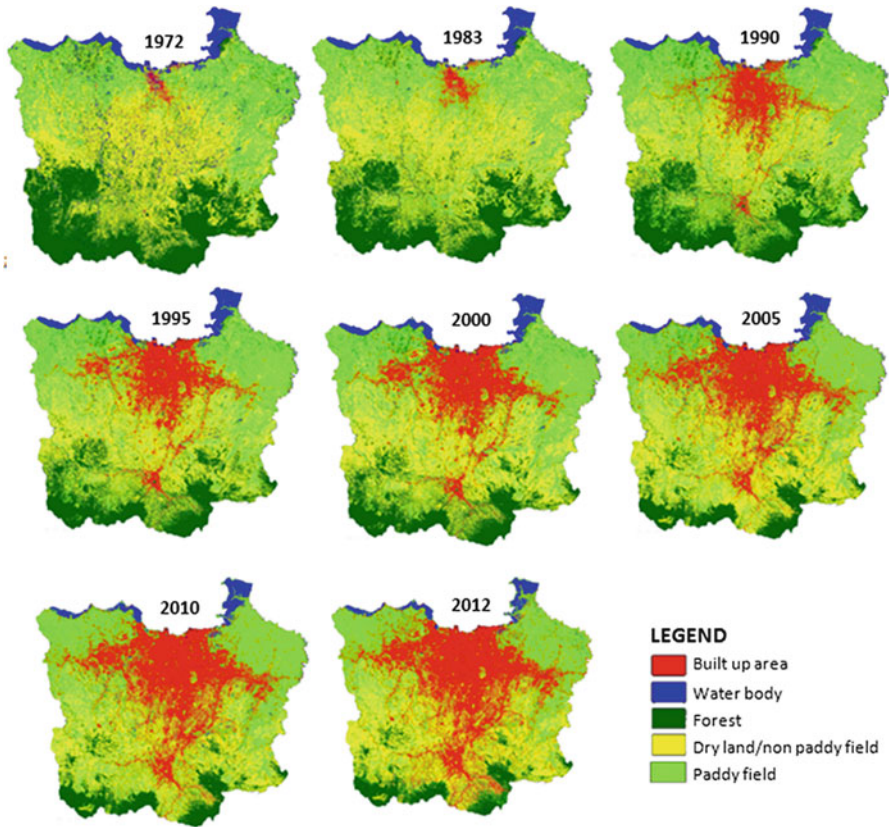 1972
1983
1990
1995
2000
2005
2010
2012
LEGEND
Built up area
Water body
Forest
Dry land/non paddy field
Paddy field